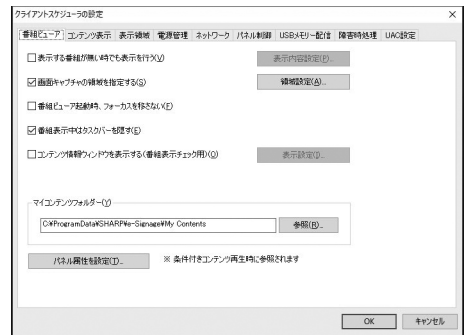 クライアントスケジューラの設定
番組ビューア コンテンツ表示 表示領域 電源管理 ネットワーク パネル制御 USBメモリー配信 障害時処理 UAC設定
表示する番組が無い時でも表示を行う(V) 表示内容設定(P)...
画面キャプチャの領域を指定する(S) 領域設定(A)...
番組ビューア起動時、フォーカスを移さない(F)
番組表示中はタスクバーを隠す(E)
コンテンツ情報ウィンドウを表示する(番組表示チェック用)(O) 表示設定(I)...
マイコンテンツフォルダー(Y)
C:¥ProgramData¥SHARP¥e-Signage¥My Contents 参照(R)...
パネル属性を設定(T)... ※ 条件付きコンテンツ再生時に参照されます
OK キャンセル